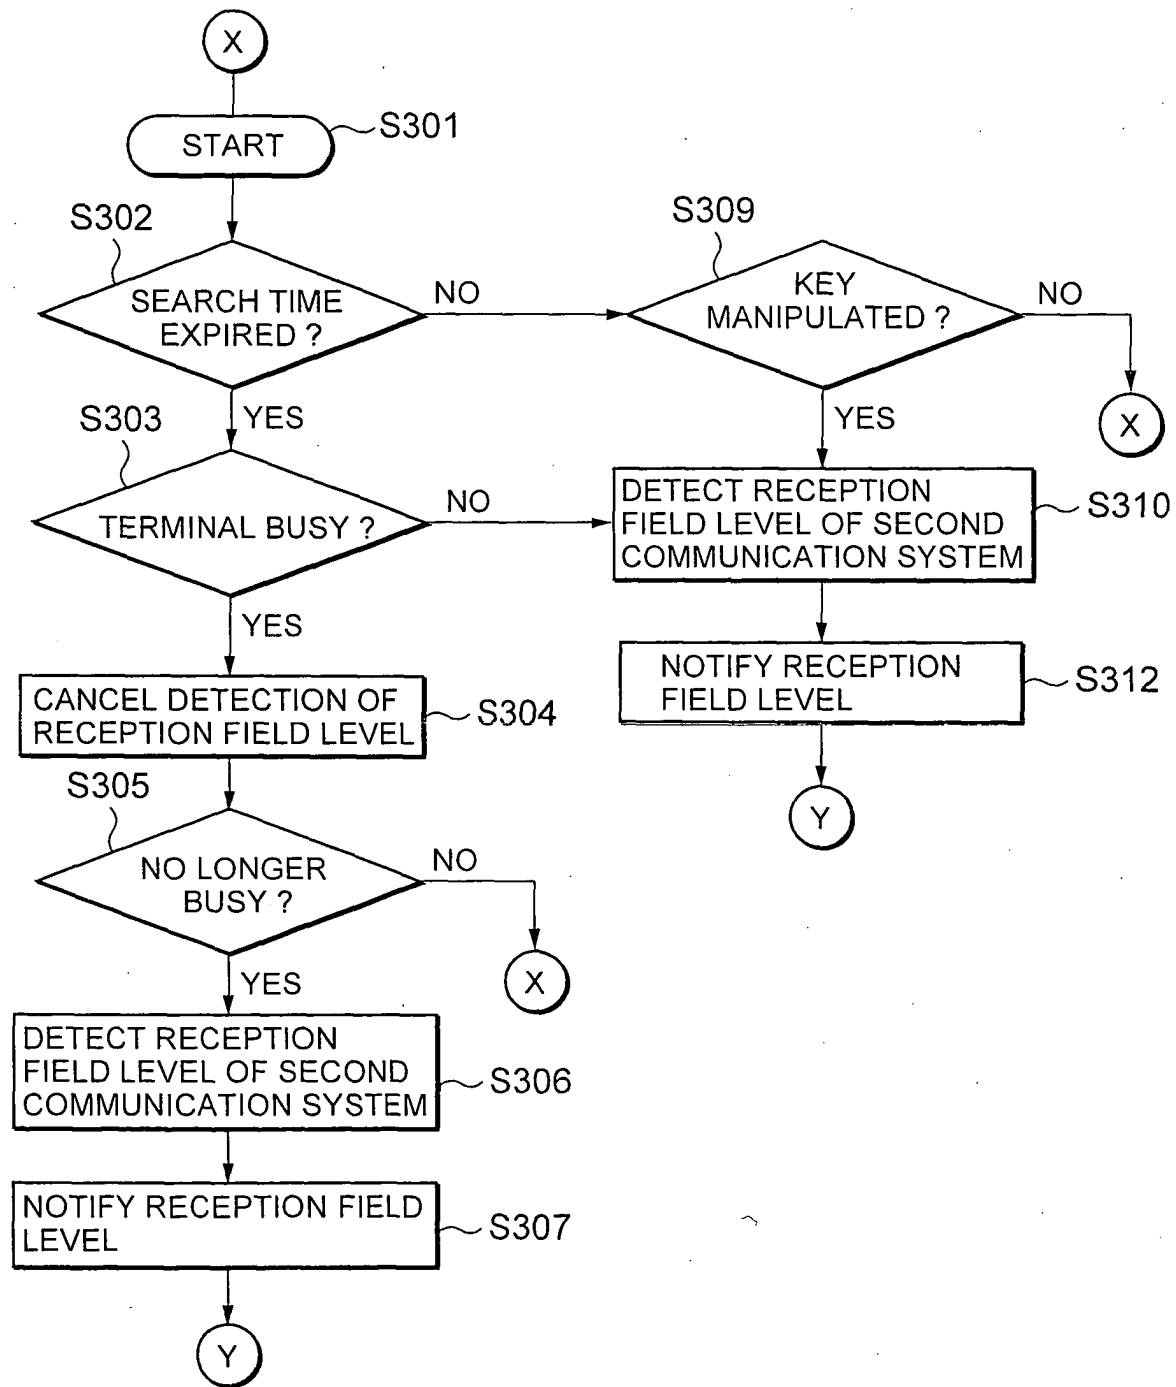 X
START
S301
S302
SEARCH TIME
EXPIRED ?
NO
YES
S309
KEY
MANIPULATED ?
NO
X
YES
S303
TERMINAL BUSY ?
NO
YES
DETECT RECEPTION
FIELD LEVEL OF SECOND
COMMUNICATION SYSTEM
S310
NOTIFY RECEPTION
FIELD LEVEL
S312
Y
CANCEL DETECTION OF
RECEPTION FIELD LEVEL
S304
S305
NO LONGER
BUSY ?
NO
X
YES
DETECT RECEPTION
FIELD LEVEL OF SECOND
COMMUNICATION SYSTEM
S306
NOTIFY RECEPTION FIELD
LEVEL
S307
Y